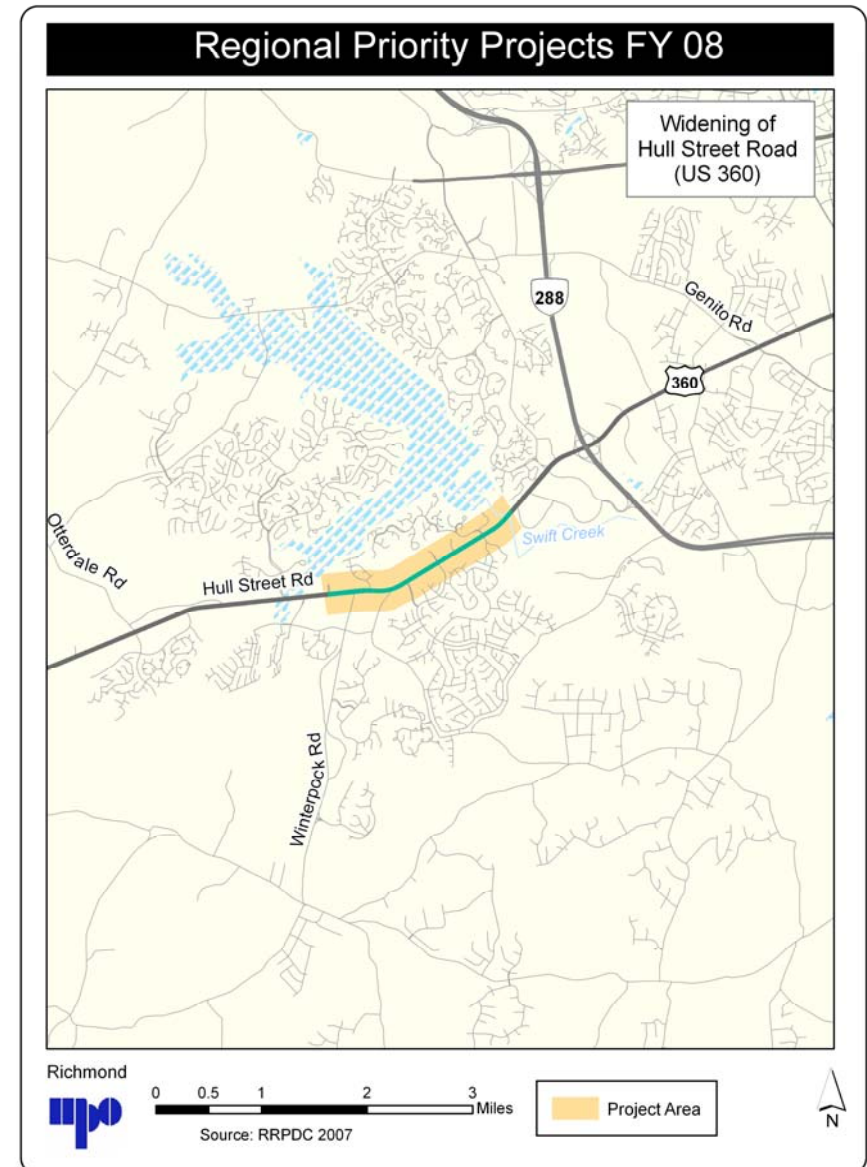 Regional Priority Projects FY 08
Widening of
Hull Street Road
(US 360)
288
Genito Rd
360
Otterdale Rd
Swift Creek
Hull Street Rd
Winterpock Rd
Richmond
mpo
0 0.5 1 2 3
Miles
Source: RRPDC 2007
Project Area
N